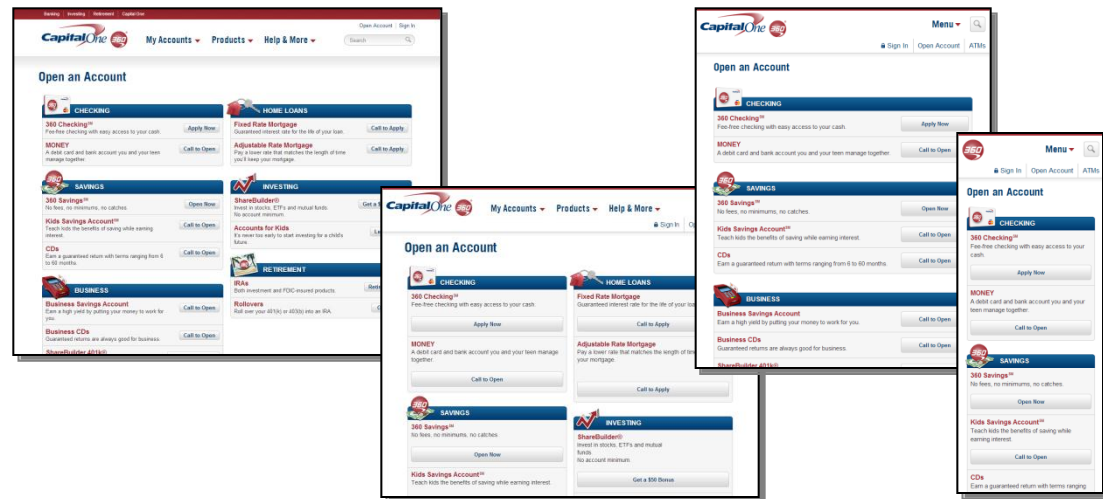 Banking | Investing | Retirement | Capital One
Open Account | Sign In
Capital One 360
My Accounts Products Help & More
Search
Open an Account
CHECKING
360 Checking℠
Fee-free checking with easy access to your cash.
Apply Now
MONEY
A debit card and bank account you and your teen
manage together.
Call to Open
SAVINGS
360 Savings℠
No fees, no minimums, no catches.
Open Now
Kids Savings Account℠
Teach kids the benefits of saving while earning
interest.
Call to Open
CDs
Earn a guaranteed return with terms ranging from 6
to 60 months.
Call to Open
BUSINESS
Business Savings Account
Earn a high yield by putting your money to work for
you.
Call to Open
Business CDs
Guaranteed returns are always good for business.
Call to Open
ShareBuilder 401k®
HOME LOANS
Fixed Rate Mortgage
Guaranteed interest rate for the life of your loan.
Call to Apply
Adjustable Rate Mortgage
Pay a lower rate that matches the length of time
you'll keep your mortgage.
Call to Apply
INVESTING
ShareBuilder®
Invest in stocks, ETFs and mutual funds.
No account minimum.
Get a
Accounts for Kids
It's never too early to start investing for a child's
future.
RETIREMENT
IRAs
Both investment and FDIC-insured products.
Rollovers
Roll over your 401(k) or 403(b) into an IRA.
Capital One 360
My Accounts Products Help & More
Sign In
Open an Account
CHECKING
360 Checking℠
Fee-free checking with easy access to your cash.
Apply Now
MONEY
A debit card and bank account you and your teen manage
together.
Call to Open
SAVINGS
360 Savings℠
No fees, no minimums, no catches.
Open Now
Kids Savings Account℠
Teach kids the benefits of saving while earning interest.
HOME LOANS
Fixed Rate Mortgage
Guaranteed interest rate for the life of your loa
Call to Apply
Adjustable Rate Mortgage
Pay a lower rate that matches the length of tim
your mortgage.
Call to Apply
INVESTING
ShareBuilder®
Invest in stocks, ETFs and mutual
funds
No account minimum.
Get a $50 Bonus
Capital One 360
Menu
Sign In | Open Account | ATMs
Open an Account
CHECKING
360 Checking℠
Fee-free checking with easy access to your cash.
Apply Now
MONEY
A debit card and bank account you and your teen manage together.
Call to Open
SAVINGS
360 Savings℠
No fees, no minimums, no catches.
Open Now
Kids Savings Account℠
Teach kids the benefits of saving while earning interest.
Call to Open
CDs
Earn a guaranteed return with terms ranging from 6 to 60 months.
Call to Open
BUSINESS
Business Savings Account
Earn a high yield by putting your money to work for you.
Call to Open
Business CDs
Guaranteed returns are always good for business.
Call to Open
ShareBuilder 401k®
360
Menu
Sign In | Open Account | ATMs
Open an Account
CHECKING
360 Checking℠
Fee-free checking with easy access to your
cash.
Apply Now
MONEY
A debit card and bank account you and your
teen manage together.
Call to Open
SAVINGS
360 Savings℠
No fees, no minimums, no catches.
Open Now
Kids Savings Account℠
Teach kids the benefits of saving while
earning interest.
Call to Open
CDs
Earn a guaranteed return with terms ranging